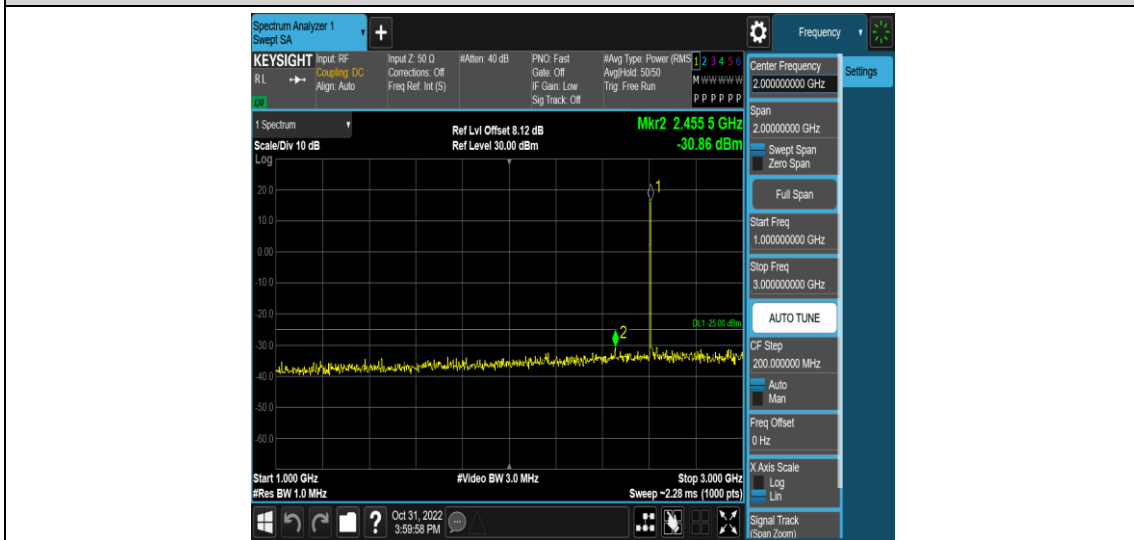 Spectrum Analyzer 1
Swept SA
+
Frequency
KEYSIGHT
RL
LXI
Input: RF
Coupling: DC
Align: Auto
Input Z: 50 Ω
Corrections: Off
Freq Ref: Int (S)
#Atten: 40 dB
PNO: Fast
Gate: Off
IF Gain: Low
Sig Track: Off
#Avg Type: Power (RMS
Avg|Hold: 50/50
Trig: Free Run
1 2 3 4 5 6
M W W W W W
P P P P P P
1 Spectrum
Scale/Div 10 dB
Log
Ref Lvl Offset 8.12 dB
Ref Level 30.00 dBm
Mkr2 2.455 5 GHz
-30.86 dBm
20.0
10.0
0.00
-10.0
-20.0
-30.0
-40.0
-50.0
-60.0
1
2
DL1 -25.00 dBm
Start 1.000 GHz
#Res BW 1.0 MHz
#Video BW 3.0 MHz
Stop 3.000 GHz
Sweep ~2.28 ms (1000 pts)
?
Oct 31, 2022
3:59:58 PM
Center Frequency
2.000000000 GHz
Settings
Span
2.00000000 GHz
Swept Span
Zero Span
Full Span
Start Freq
1.000000000 GHz
Stop Freq
3.000000000 GHz
AUTO TUNE
CF Step
200.000000 MHz
Auto
Man
Freq Offset
0 Hz
X Axis Scale
Log
Lin
Signal Track
(Span Zoom)